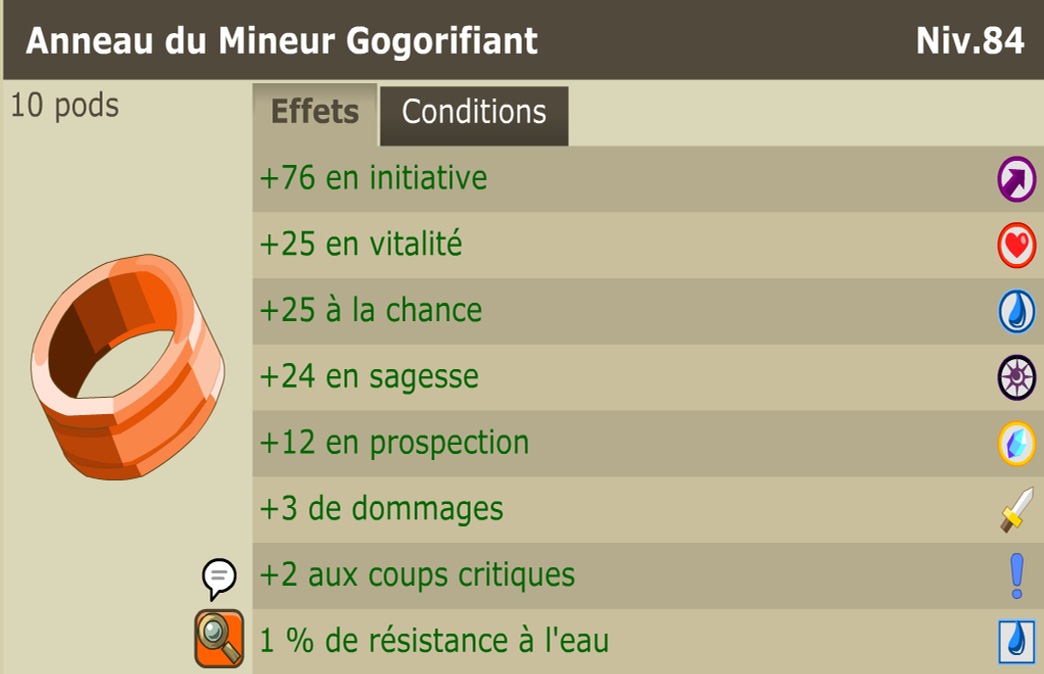 Anneau du Mineur Gogorifiant
Niv.84
10 pods
Effets
Conditions
+76 en initiative
+25 en vitalité
+25 à la chance
+24 en sagesse
+12 en prospection
+3 de dommages
+2 aux coups critiques
1 % de résistance à l'eau